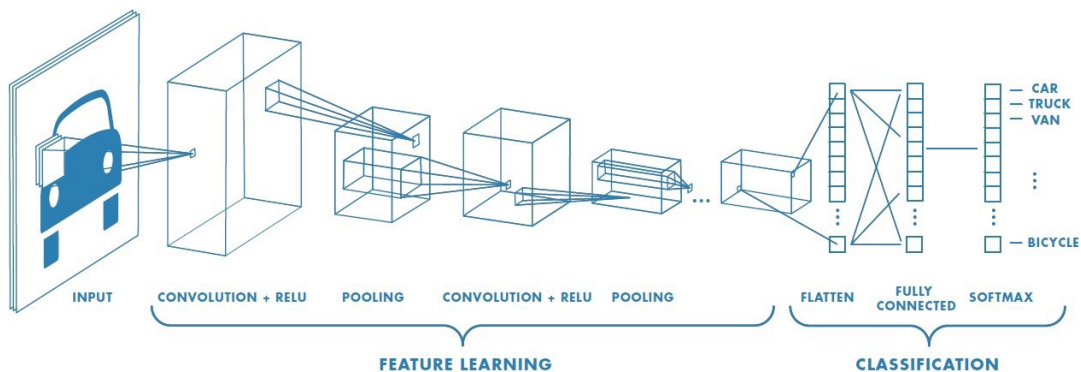 CAR
TRUCK
VAN
BICYCLE
INPUT
CONVOLUTION + RELU
POOLING
CONVOLUTION + RELU
POOLING
FLATTEN
FULLY
CONNECTED
SOFTMAX
FEATURE LEARNING
CLASSIFICATION